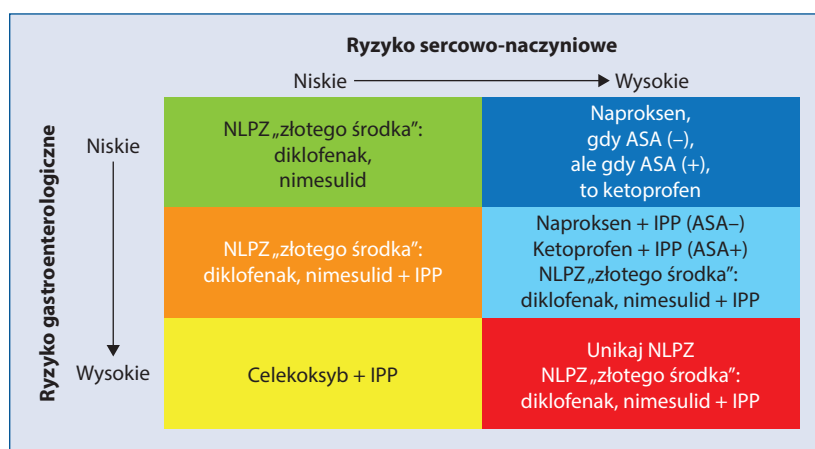 Ryzyko sercowo-naczyniowe
Niskie
Wysokie
Ryzyko gastroenterologiczne
Niskie
NLPZ „złotego środka”:
diklofenak,
nimesulid
Naproksen,
gdy ASA (–),
ale gdy ASA (+),
to ketoprofen
NLPZ „złotego środka”:
diklofenak, nimesulid + IPP
Naproksen + IPP (ASA–)
Ketoprofen + IPP (ASA+)
NLPZ „złotego środka”:
diklofenak, nimesulid + IPP
Wysokie
Celekoksyb + IPP
Unikaj NLPZ
NLPZ „złotego środka”:
diklofenak, nimesulid + IPP